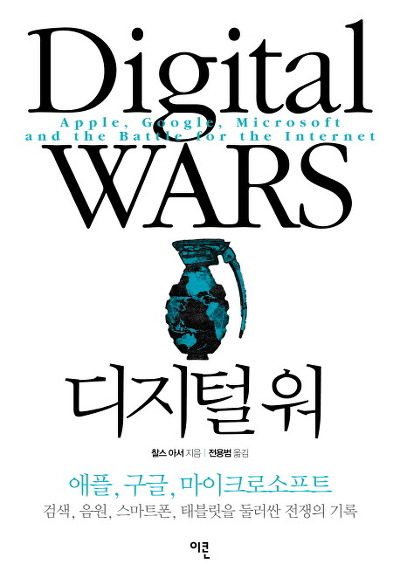 Digital
Apple, Google, Microsoft
and the Battle for the Internet
WARS
디지털 워
찰스 아서 지음 | 전용범 옮김
애플, 구글, 마이크로소프트
검색, 음원, 스마트폰, 태블릿을 둘러싼 전쟁의 기록
이콘